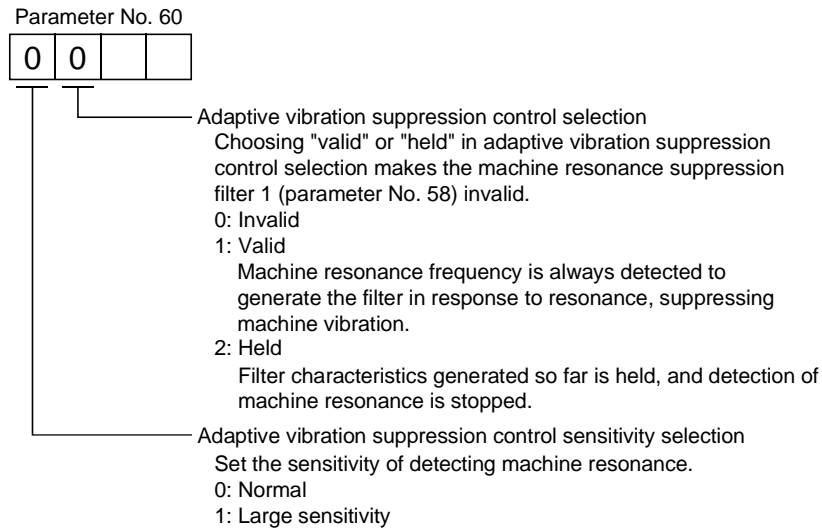 Parameter No. 60
0 0
Adaptive vibration suppression control selection
Choosing "valid" or "held" in adaptive vibration suppression
control selection makes the machine resonance suppression
filter 1 (parameter No. 58) invalid.
0: Invalid
1: Valid
Machine resonance frequency is always detected to
generate the filter in response to resonance, suppressing
machine vibration.
2: Held
Filter characteristics generated so far is held, and detection of
machine resonance is stopped.
Adaptive vibration suppression control sensitivity selection
Set the sensitivity of detecting machine resonance.
0: Normal
1: Large sensitivity